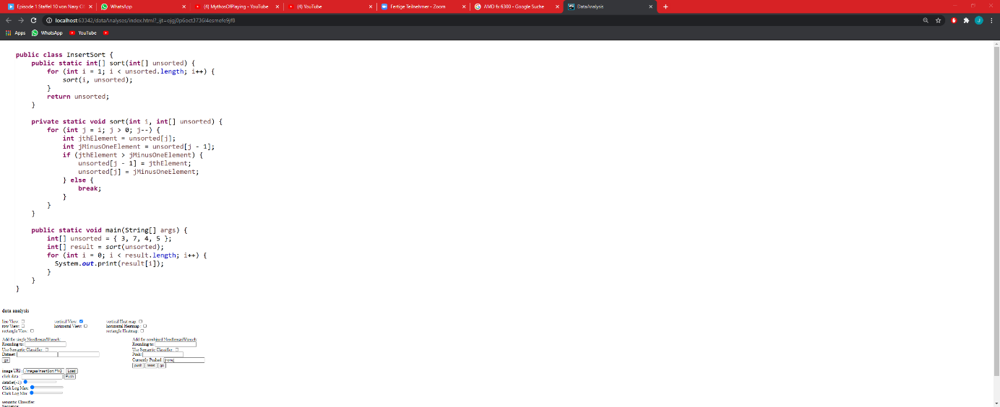 Episode 1 Staffel 10 von Navy CI
WhatsApp
(4) MythosOfPlaying - YouTube
(4) YouTube
Fertige Teilnehmer - Zoom
AMD fx 6300 - Google Suche
DataAnalysis
localhost:63342/dataAnalyses/index.html?_ijt=
J
Apps WhatsApp YouTube
public class InsertSort {
public static int[] sort(int[] unsorted) {
for (int i = 1; i < unsorted.length; i++) {
sort(i, unsorted);
}
return unsorted;
}
private static void sort(int i, int[] unsorted) {
for (int j = i; j > 0; j--) {
int jthElement = unsorted[j];
int jMinusOneElement = unsorted[j - 1];
if (jthElement > jMinusOneElement) {
unsorted[j - 1] = jthElement;
unsorted[j] = jMinusOneElement;
} else {
break;
}
}
}
public static void main(String[] args) {
int[] unsorted = { 3, 7, 4, 5 };
int[] result = sort(unsorted);
for (int i = 0; i < result.length; i++) {
System.out.print(result[i]);
}
}
}
data analysis
line View: vertical View: vertical Heat map:
row View: horizontal View: horizontal Heatmap :
rectangle View: rectangle Heatmap:
Add for single NeedlemanWunsch:
Rounding to:
Use Semantic Classifier:
Dataset:
go
Add for combined NeedlemanWunsch
Rounding to:
Use Semantic Classifier:
Push:
Currently Pushed: [none]
push reset go
image URI : ./images/InsertSort.PNG Load
click data : Push
dataSet[-1]:
Click Log Max:
Click Log Min:
semantic Classifier:
Sequence: